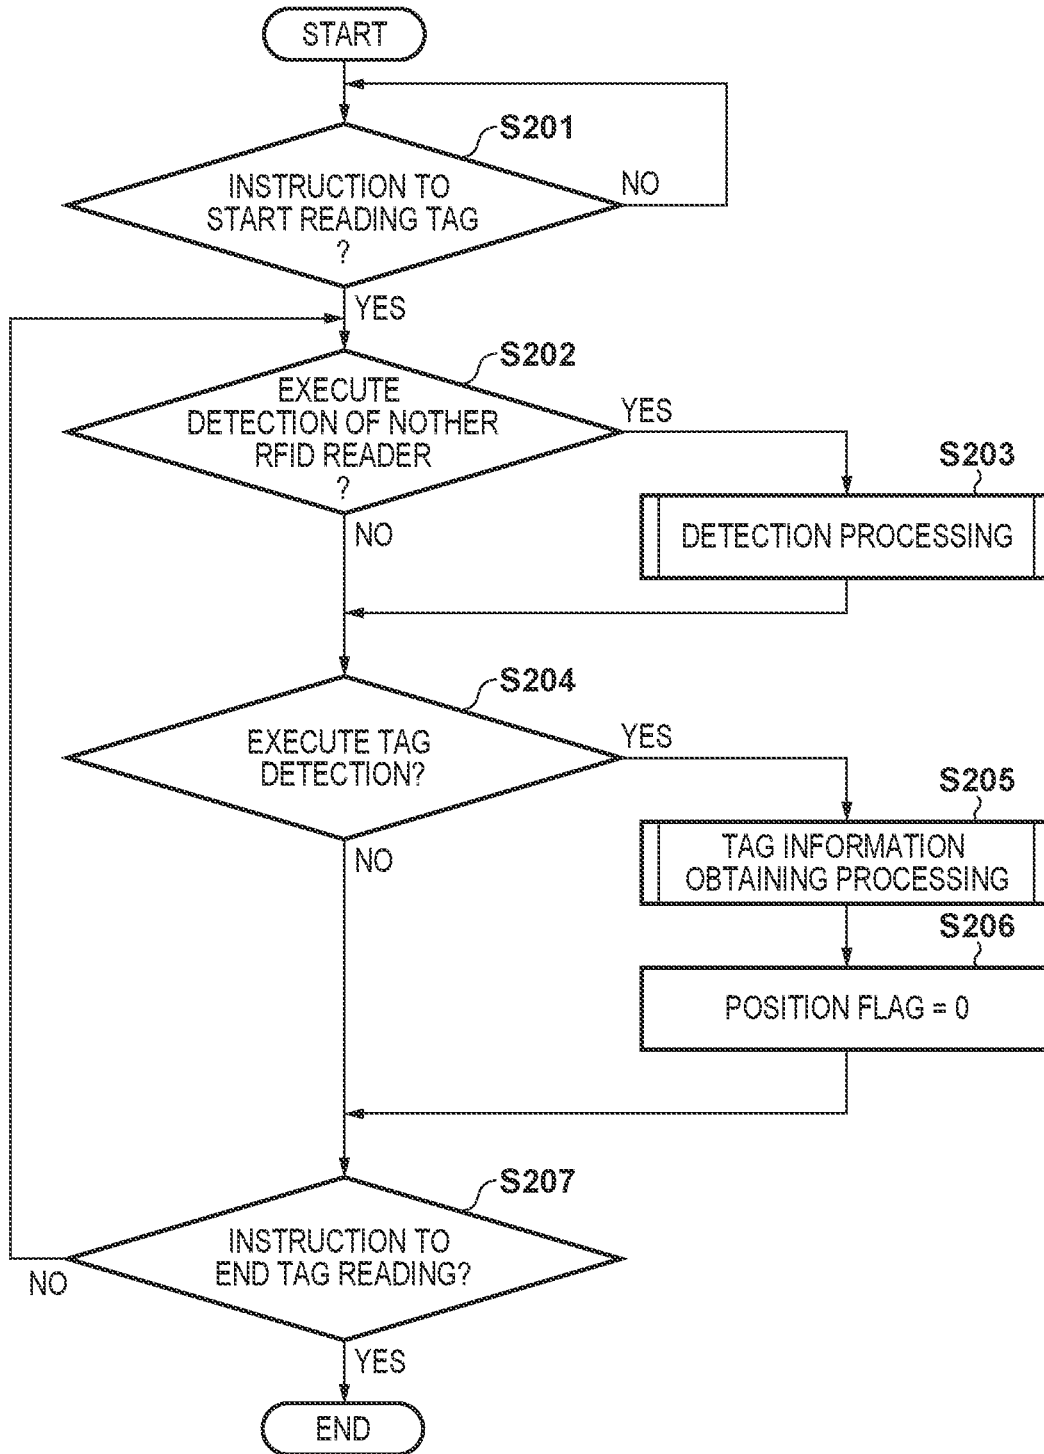 START
S201
INSTRUCTION TO
START READING TAG
?
NO
YES
S202
EXECUTE
DETECTION OF NOTHER
RFID READER
?
YES
NO
S203
DETECTION PROCESSING
S204
EXECUTE TAG
DETECTION?
YES
NO
S205
TAG INFORMATION
OBTAINING PROCESSING
S206
POSITION FLAG = 0
S207
INSTRUCTION TO
END TAG READING?
NO
YES
END